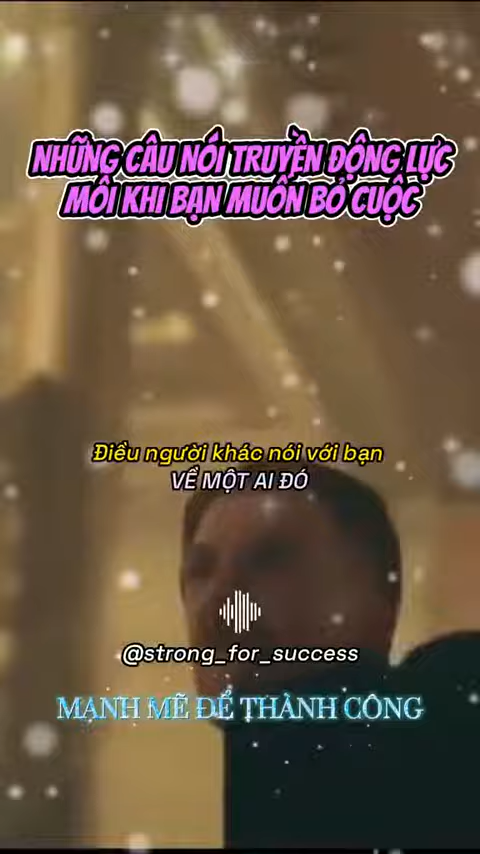 NHỮNG CÂU NÓI TRUYỀN ĐỘNG LỰC
MỖI KHI BẠN MUỐN BỎ CUỘC
Điều người khác nói với bạn
VỀ MỘT AI ĐÓ
@strong_for_success
MẠNH MẼ ĐỂ THÀNH CÔNG